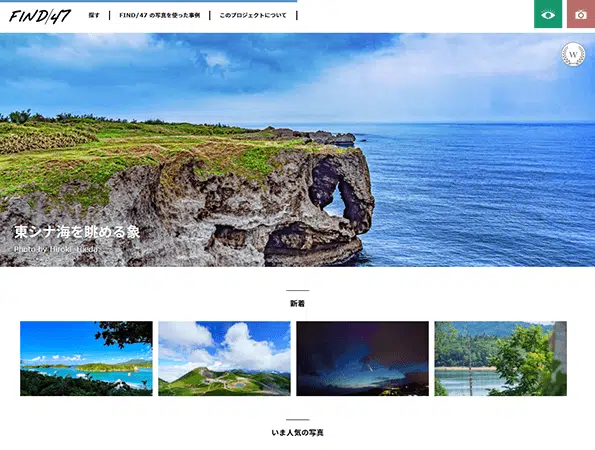 FIND/47
探す
FIND/47 の写真を使った事例
このプロジェクトについて
W
東シナ海を眺める象
Photo by Hiroki Ueda
新着
いま人気の写真